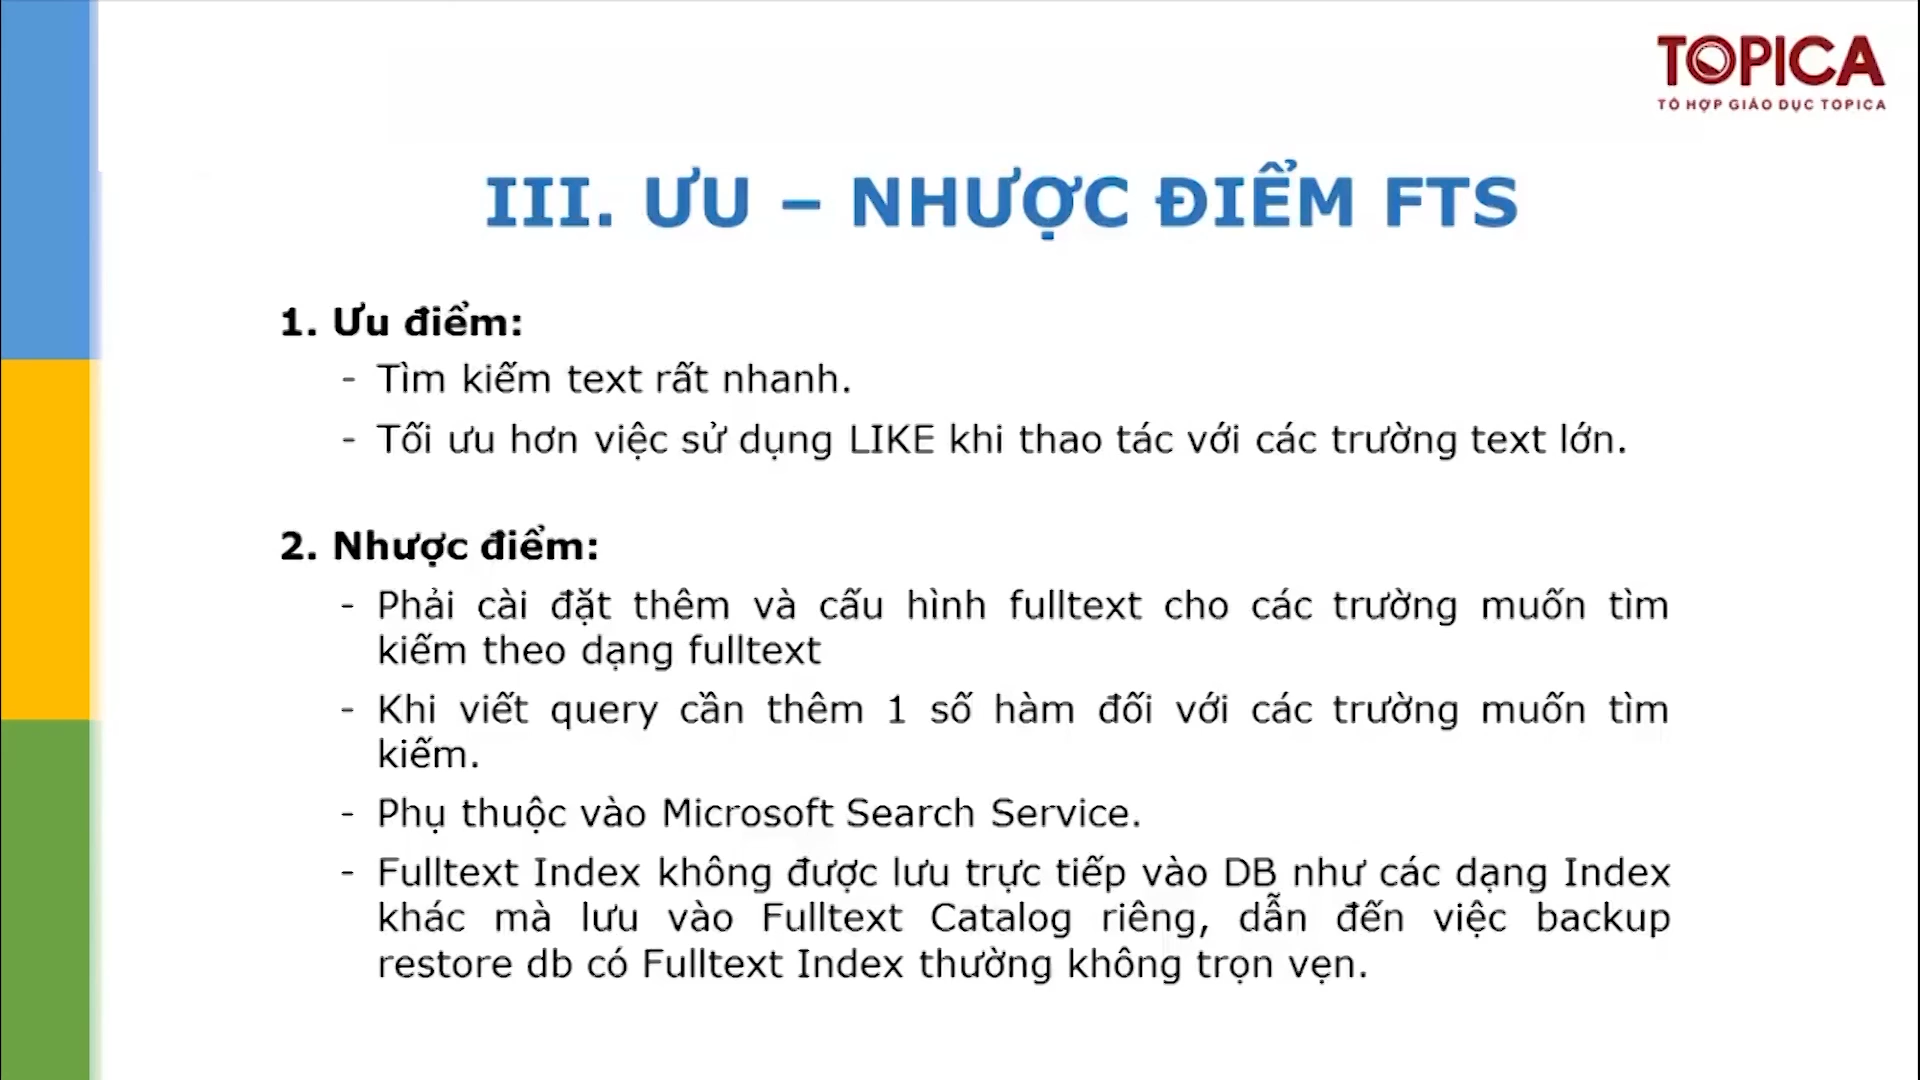 TOPICA
TỔ HỢP GIÁO DỤC TOPICA
III. ƯU – NHƯỢC ĐIỂM FTS
1. Ưu điểm:
- Tìm kiếm text rất nhanh.
- Tối ưu hơn việc sử dụng LIKE khi thao tác với các trường text lớn.
2. Nhược điểm:
- Phải cài đặt thêm và cấu hình fulltext cho các trường muốn tìm
kiếm theo dạng fulltext
- Khi viết query cần thêm 1 số hàm đối với các trường muốn tìm
kiếm.
- Phụ thuộc vào Microsoft Search Service.
- Fulltext Index không được lưu trực tiếp vào DB như các dạng Index
khác mà lưu vào Fulltext Catalog riêng, dẫn đến việc backup
restore db có Fulltext Index thường không trọn vẹn.